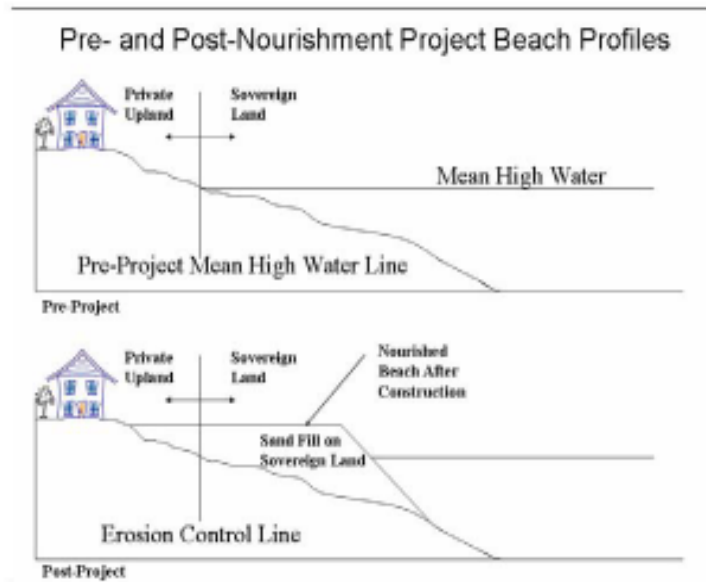 Pre- and Post-Nourishment Project Beach Profiles
Private
Upland
Sovereign
Land
Mean High Water
Pre-Project Mean High Water Line
Pre-Project
Private
Upland
Sovereign
Land
Nourished
Beach After
Construction
Sand Fill on
Sovereign Land
Erosion Control Line
Post-Project